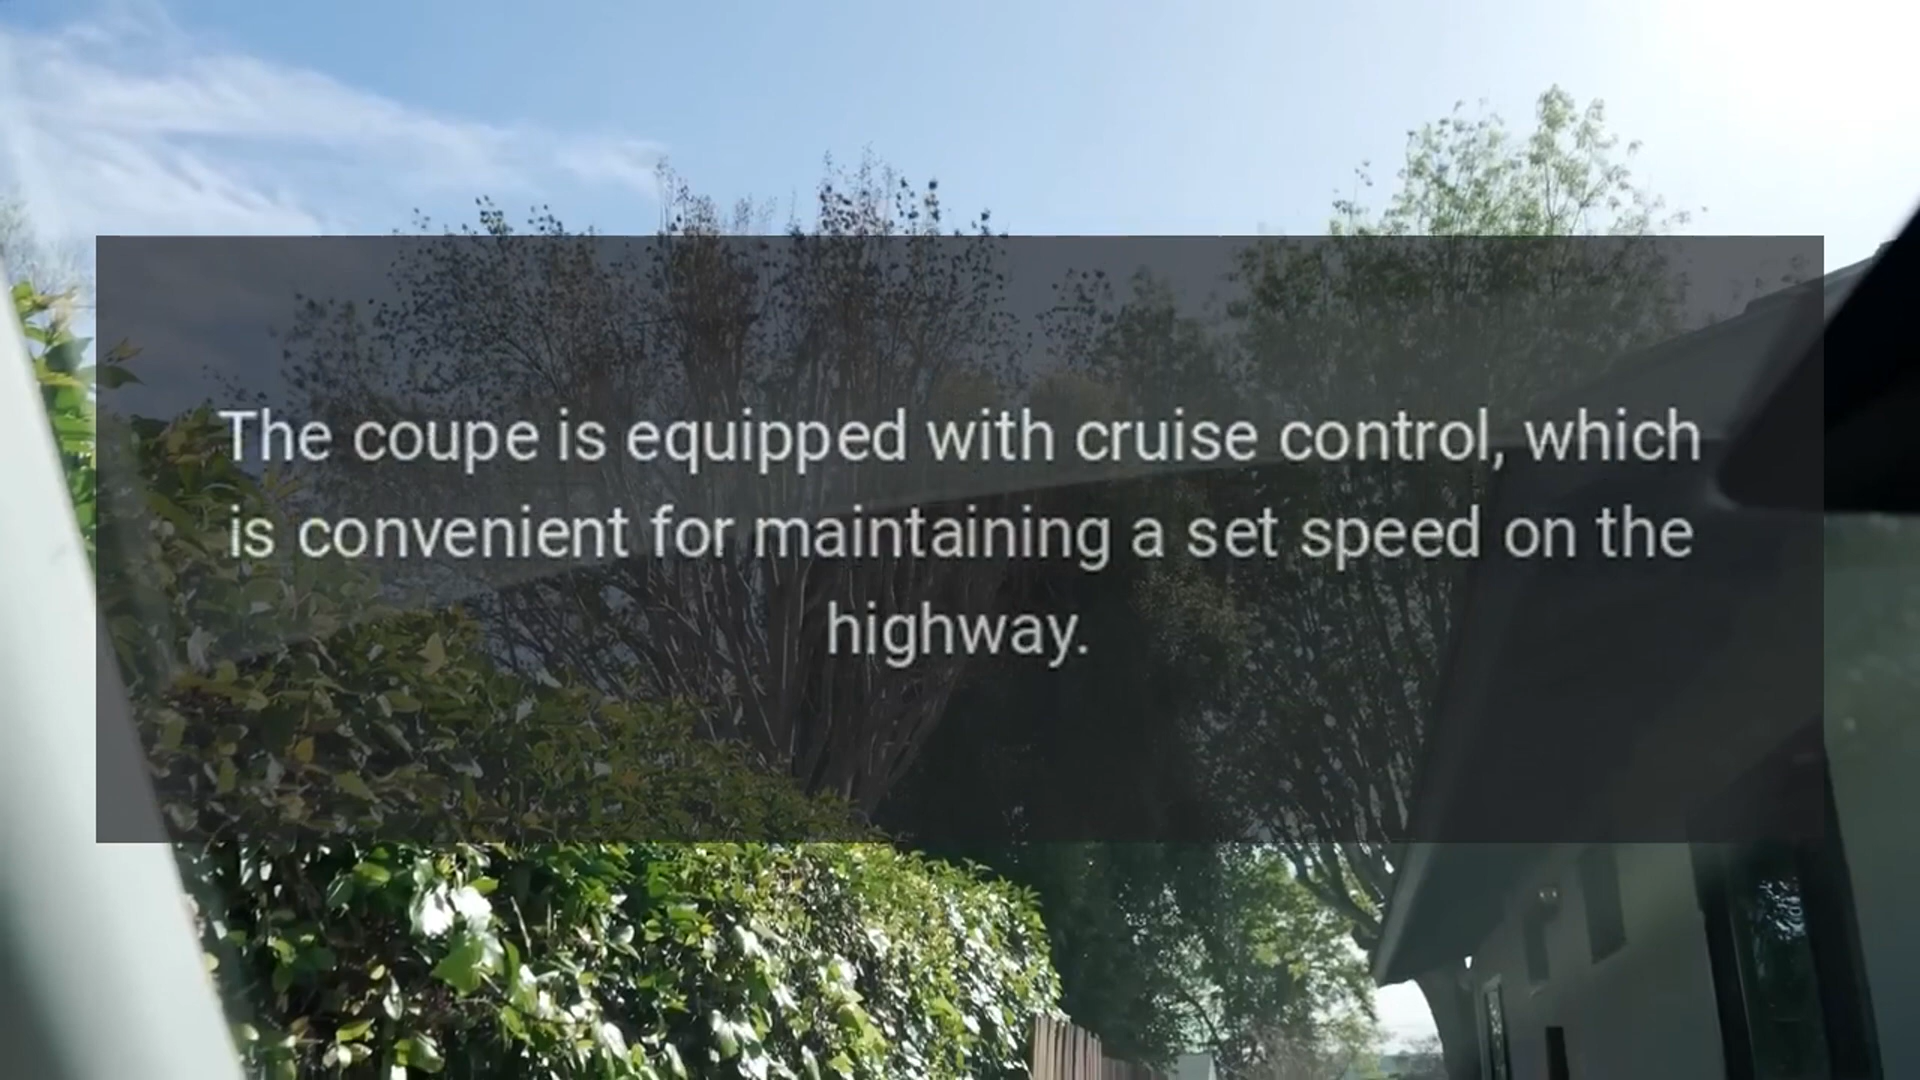 The coupe is equipped with cruise control, which
is convenient for maintaining a set speed on the
highway.